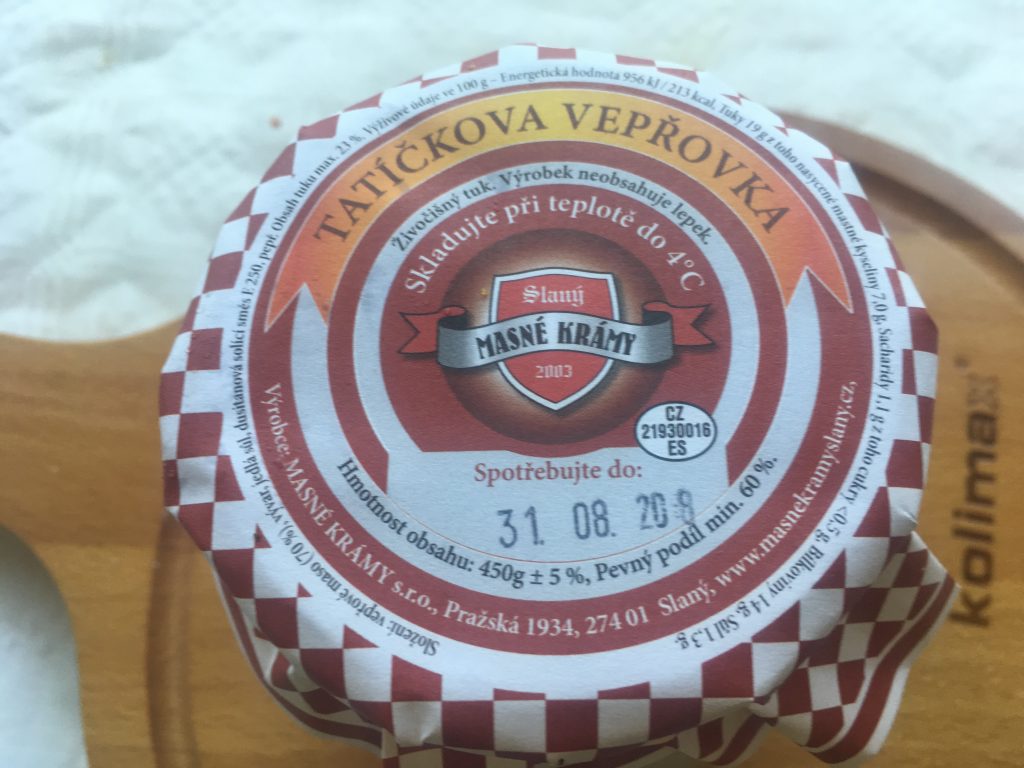 Složení: vepřové maso (70 %), vývar, jedlá sůl, dusitanová solící směs E 250, pepř. Obsah tuku max. 23 %. Výživové údaje ve 100 g – Energetická hodnota 956 kJ / 213 kcal, Tuky 19 g z toho nasycené mastné kyseliny 7,0 g, Sacharidy 1,1 g z toho cukry <0,5 g, Bílkoviny 14 g, Sůl 1,3 g.
TATÍČKOVA VEPŘOVKA
Živočišný tuk. Výrobek neobsahuje lepek.
Skladujte při teplotě do 4°C
Slaný
MASNÉ KRÁMY
2003
CZ
21930016
ES
Spotřebujte do:
31. 08.
Hmotnost obsahu: 450g ± 5 %, Pevný podíl min. 60 %.
Výrobce: MASNÉ KRÁMY s.r.o., Pražská 1934, 274 01 Slaný, www.masnekramyslany.cz,
kolimax®